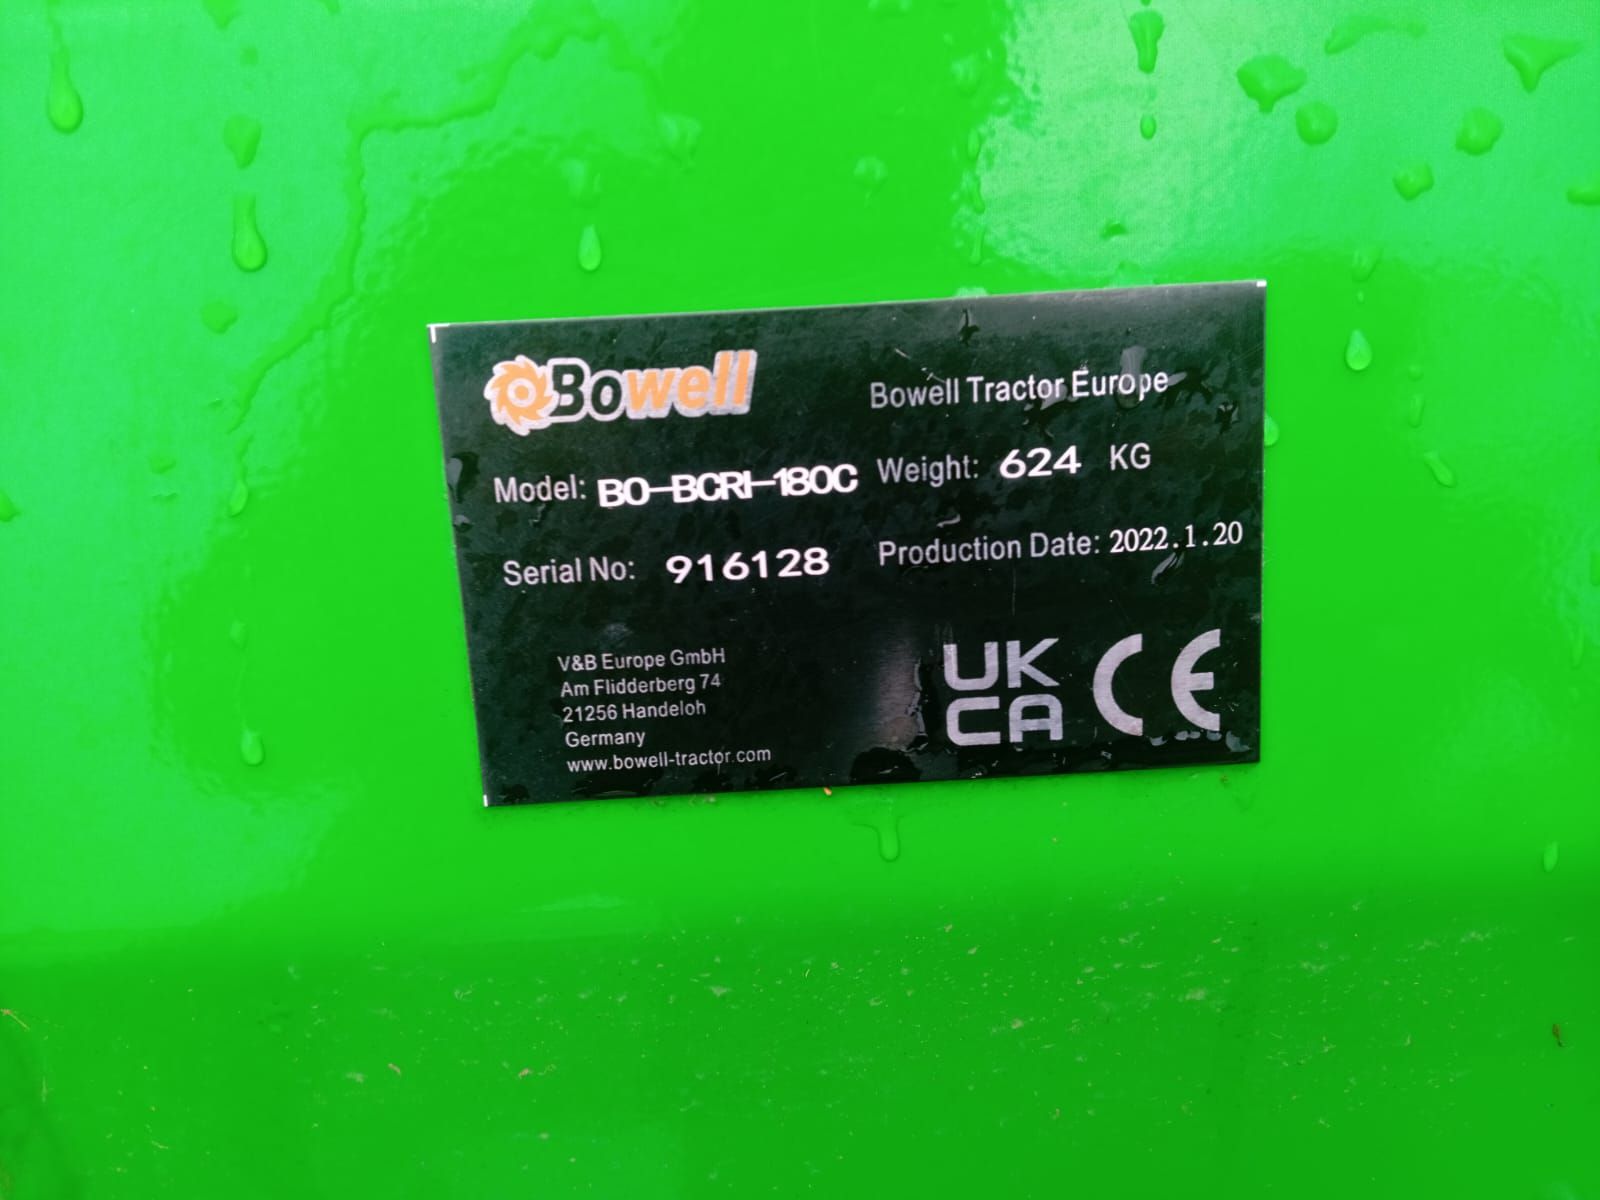 Bowell
Bowell Tractor Europe
Model: BO-BCRI-180C
Weight: 624 KG
Serial No: 916128
Production Date: 2022.1.20
V&B Europe GmbH
Am Flidderberg 74
21256 Handeloh
Germany
www.bowell-tractor.com
UK
CA
CE